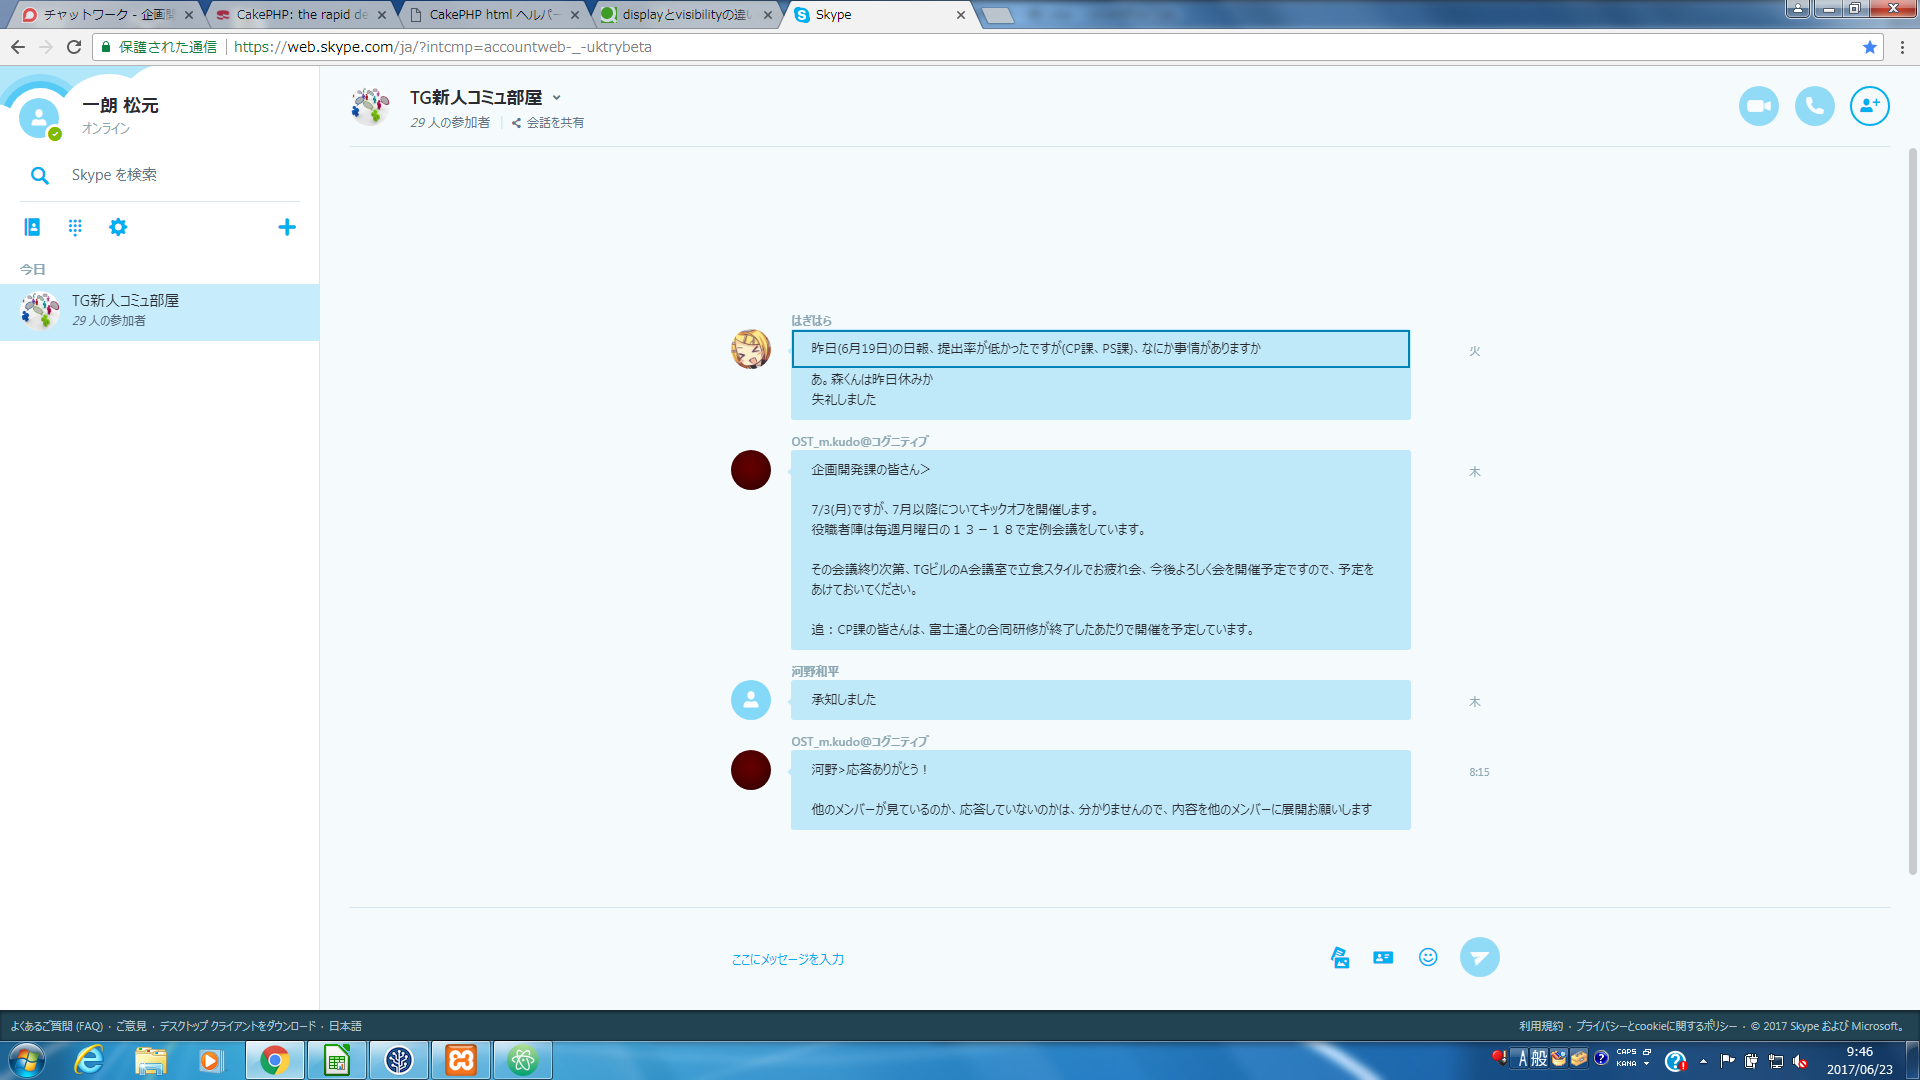 チャットワーク - 企画開
CakePHP: the rapid de
CakePHP html ヘルパー
displayとvisibilityの違い
Skype
保護された通信
https://web.skype.com/ja/?intcmp=accountweb-_-uktrybeta
一朗 松元
オンライン
Skype を検索
今日
TG新人コミュ部屋
29 人の参加者
TG新人コミュ部屋
29 人の参加者
会話を共有
はぎはら
昨日(6月19日)の日報、提出率が低かったですが(CP課、PS課)、なにか事情がありますか
火
あ。森くんは昨日休みか
失礼しました
OST_m.kudo@コグニティブ
企画開発課の皆さん＞
木
7/3(月)ですが、7月以降についてキックオフを開催します。
役職者陣は毎週月曜日の１３－１８で定例会議をしています。
その会議終り次第、TGビルのA会議室で立食スタイルでお疲れ会、今後よろしく会を開催予定ですので、予定を
あけておいてください。
追：CP課の皆さんは、富士通との合同研修が終了したあたりで開催を予定しています。
河野和平
承知しました
木
OST_m.kudo@コグニティブ
河野>応答ありがとう！
8:15
他のメンバーが見ているのか、応答していないのかは、分かりませんので、内容を他のメンバーに展開お願いします
ここにメッセージを入力
よくあるご質問 (FAQ) · ご意見 · デスクトップ クライアントをダウンロード · 日本語
利用規約 · プライバシーとcookieに関するポリシー · © 2017 Skype および Microsoft。
A 般
CAPS
KANA
9:46
2017/06/23